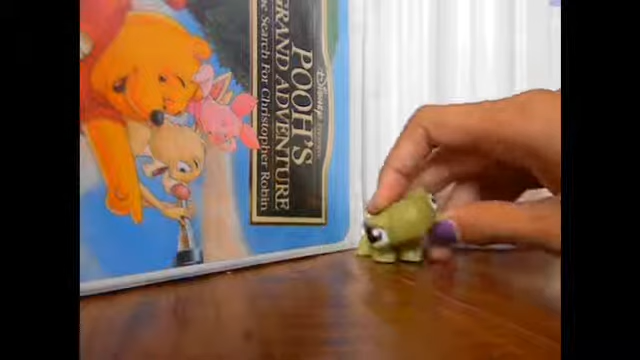 Disney
POOH'S
GRAND ADVENTURE
The Search For Christopher Robin